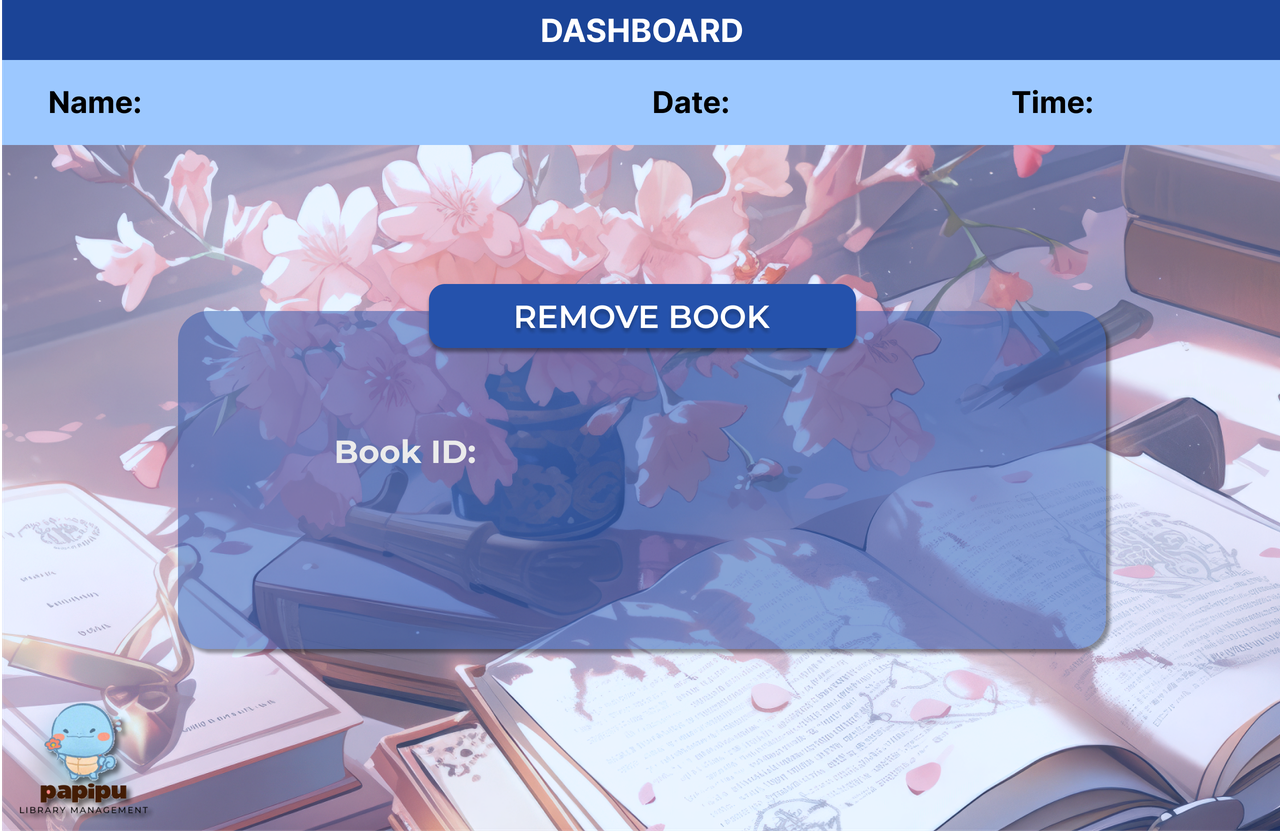 DASHBOARD
Name: Date: Time:
REMOVE BOOK
Book ID:
papipu
LIBRARY MANAGEMENT